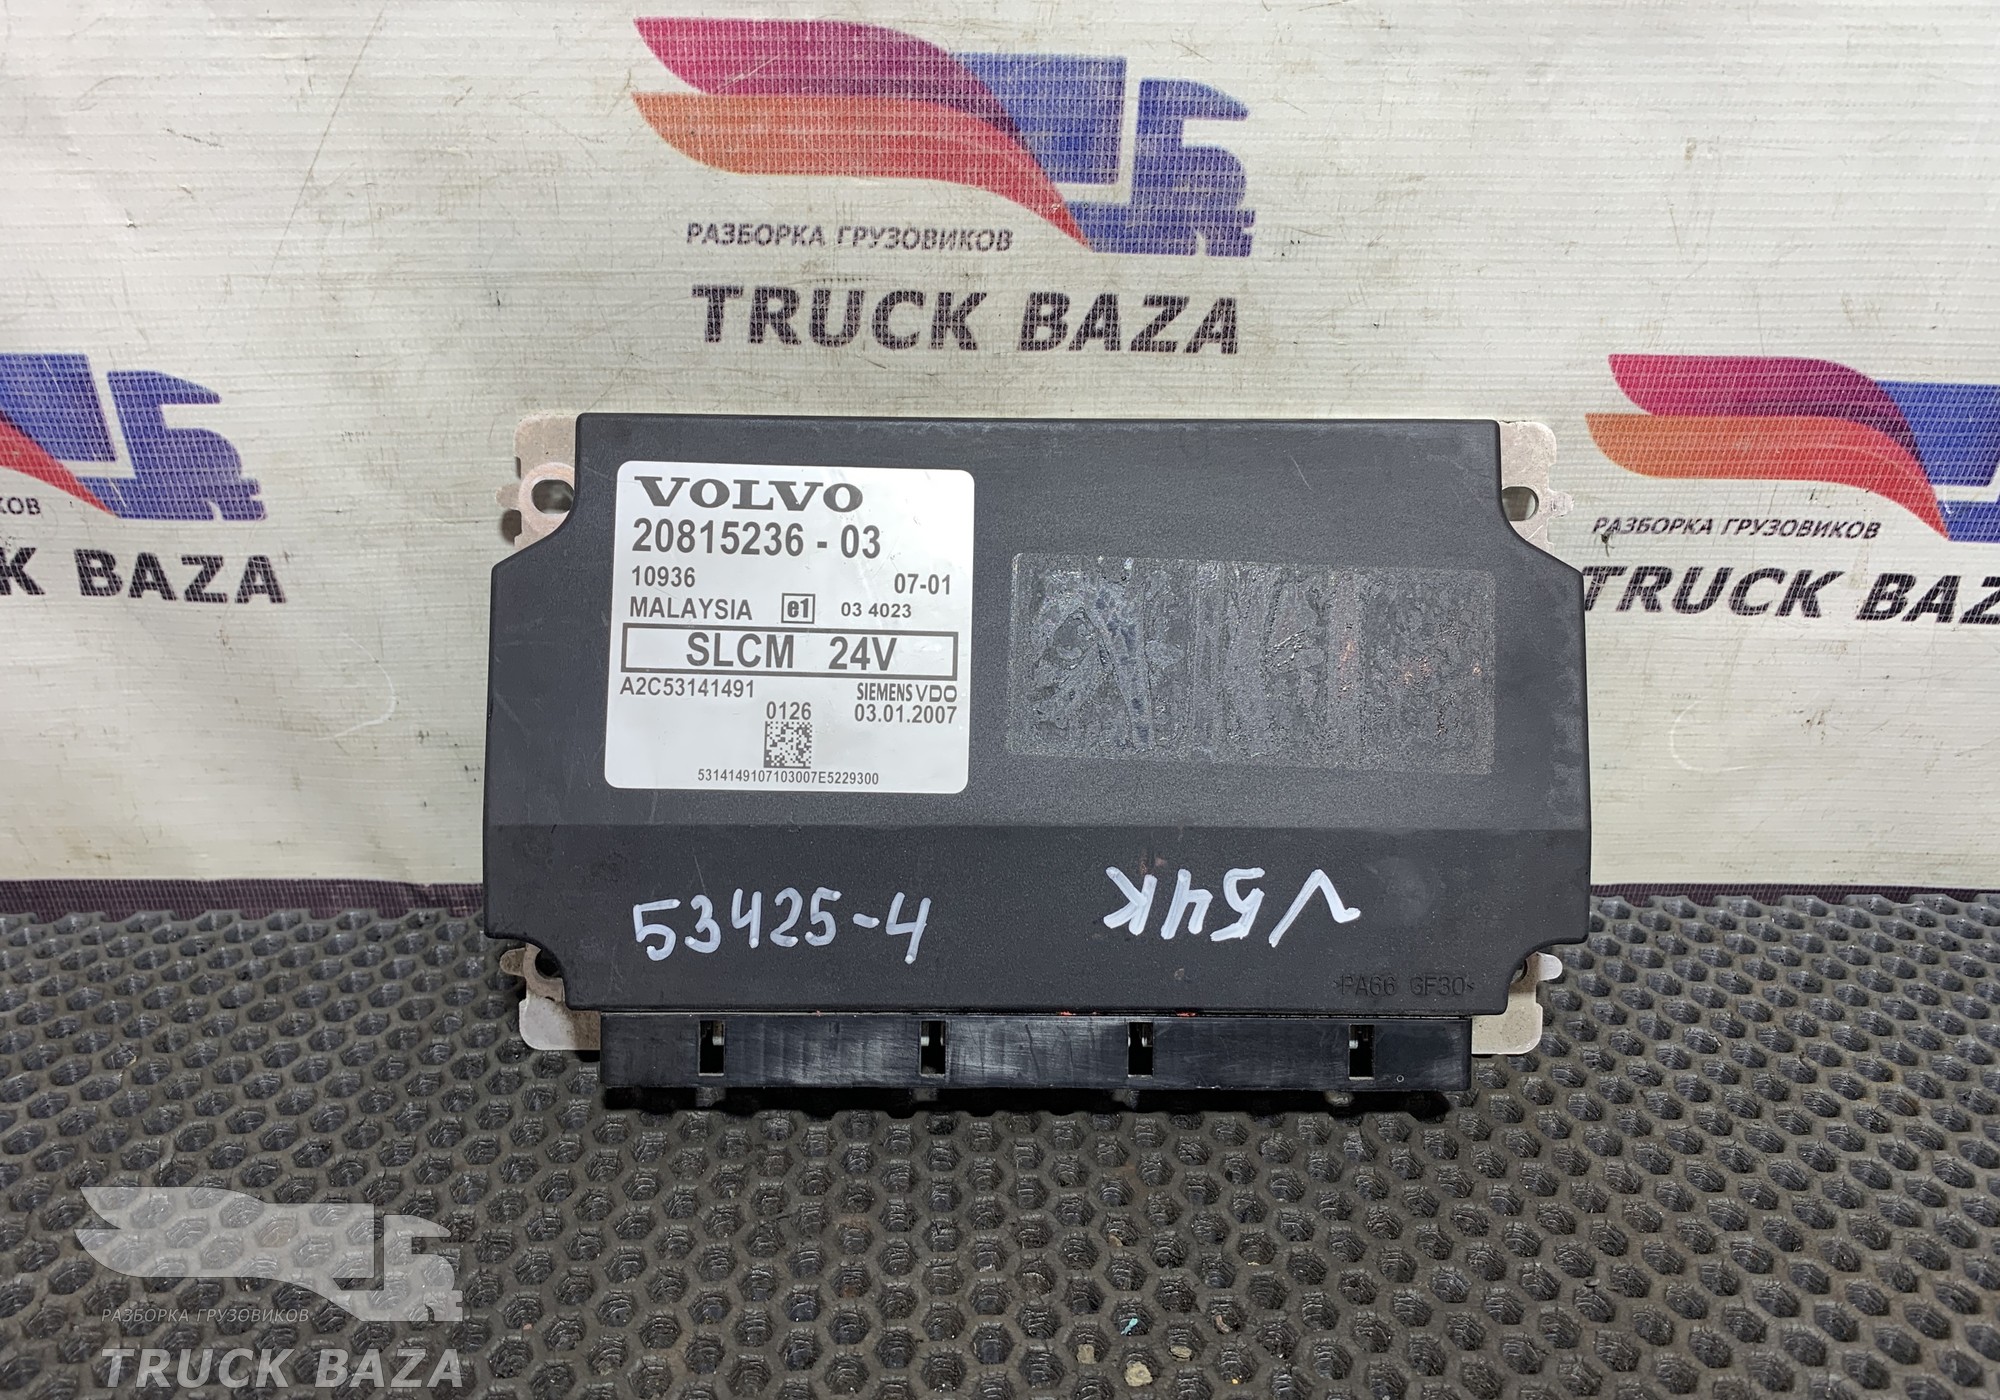 РАЗБОРКА ГРУЗОВИКОВ
TRUCK BAZA
КОВ
K BAZA
РАЗБОРКА ГРУЗОВИКОВ
TRUCK BAZ
VOLVO
20815236 - 03
10936 07-01
MALAYSIA e1 03 4023
SLCM 24V
A2C53141491 SIEMENS VDO
0126 03.01.2007
5314149107103007E5229300
53425-4
V54K
>PA66 GF30<
РАЗБОРКА ГРУЗОВИКОВ
TRUCK BAZA